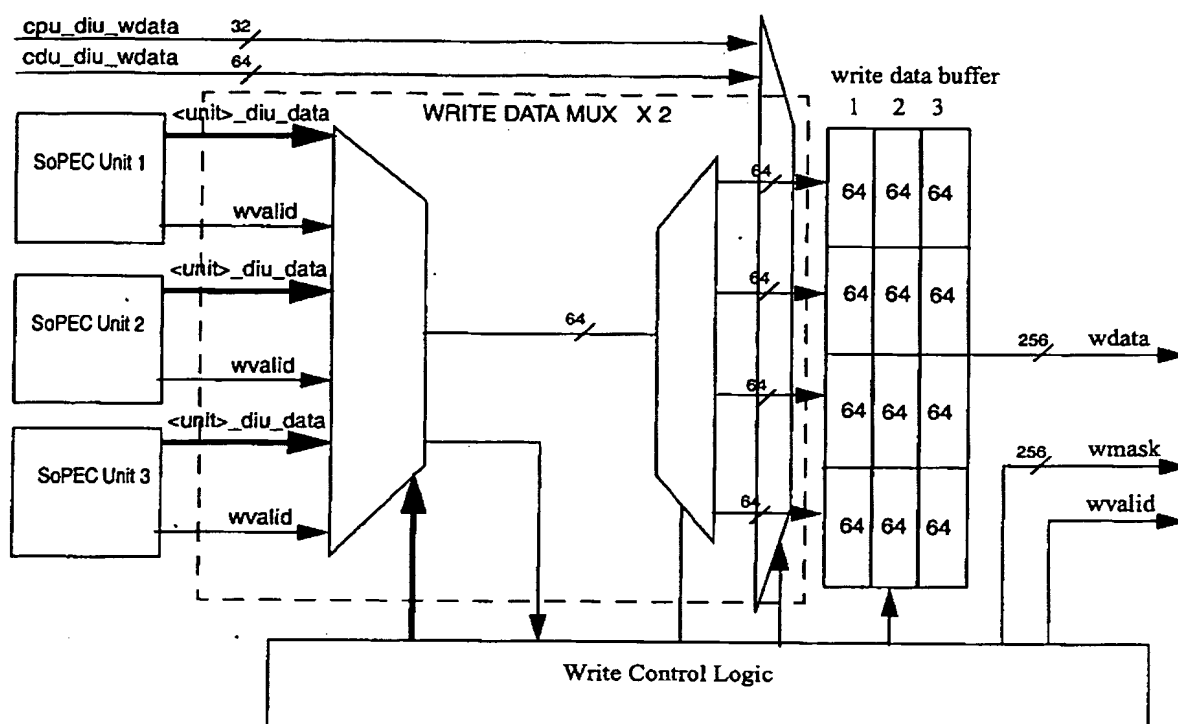 cpu_diu_wdata
32
cdu_diu_wdata
64
write data buffer
1 2 3
WRITE DATA MUX X 2
<unit>_diu_data
SoPEC Unit 1
wvalid
64
64 64 64
<unit>_diu_data
SoPEC Unit 2
wvalid
64
64
64 64 64
256
wdata
<unit>_diu_data
SoPEC Unit 3
wvalid
64
64 64 64
256
wmask
64
64 64 64
wvalid
Write Control Logic